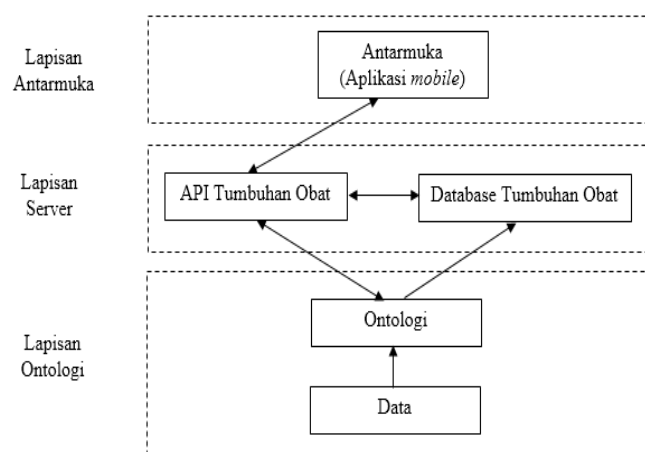 Lapisan
Antarmuka
Antarmuka
(Aplikasi mobile)
Lapisan
Server
API Tumbuhan Obat
Database Tumbuhan Obat
Lapisan
Ontologi
Ontologi
Data